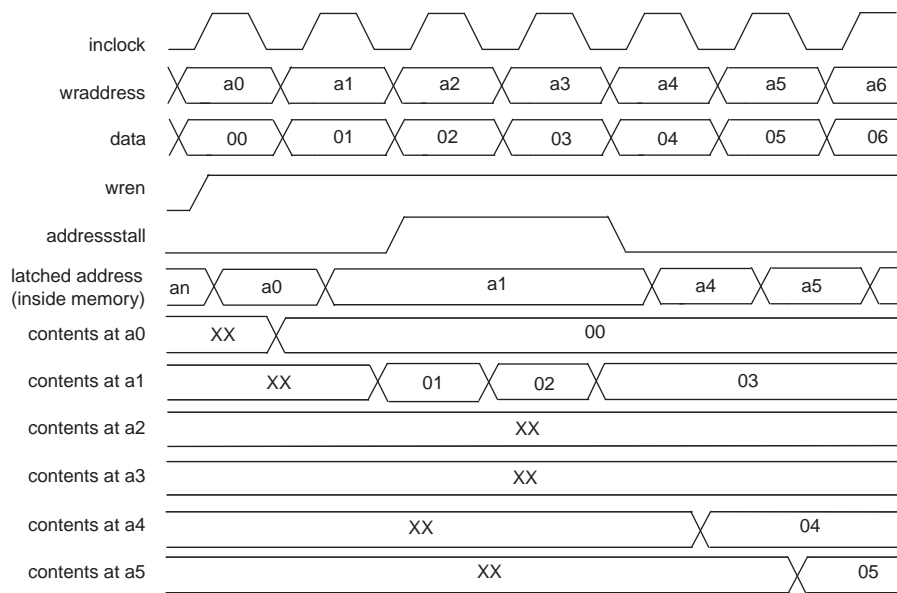 inclock
wraddress a0 a1 a2 a3 a4 a5 a6
data 00 01 02 03 04 05 06
wren
addressstall
latched address
(inside memory) an a0 a1 a4 a5
contents at a0 XX 00
contents at a1 XX 01 02 03
contents at a2 XX
contents at a3 XX
contents at a4 XX 04
contents at a5 XX 05